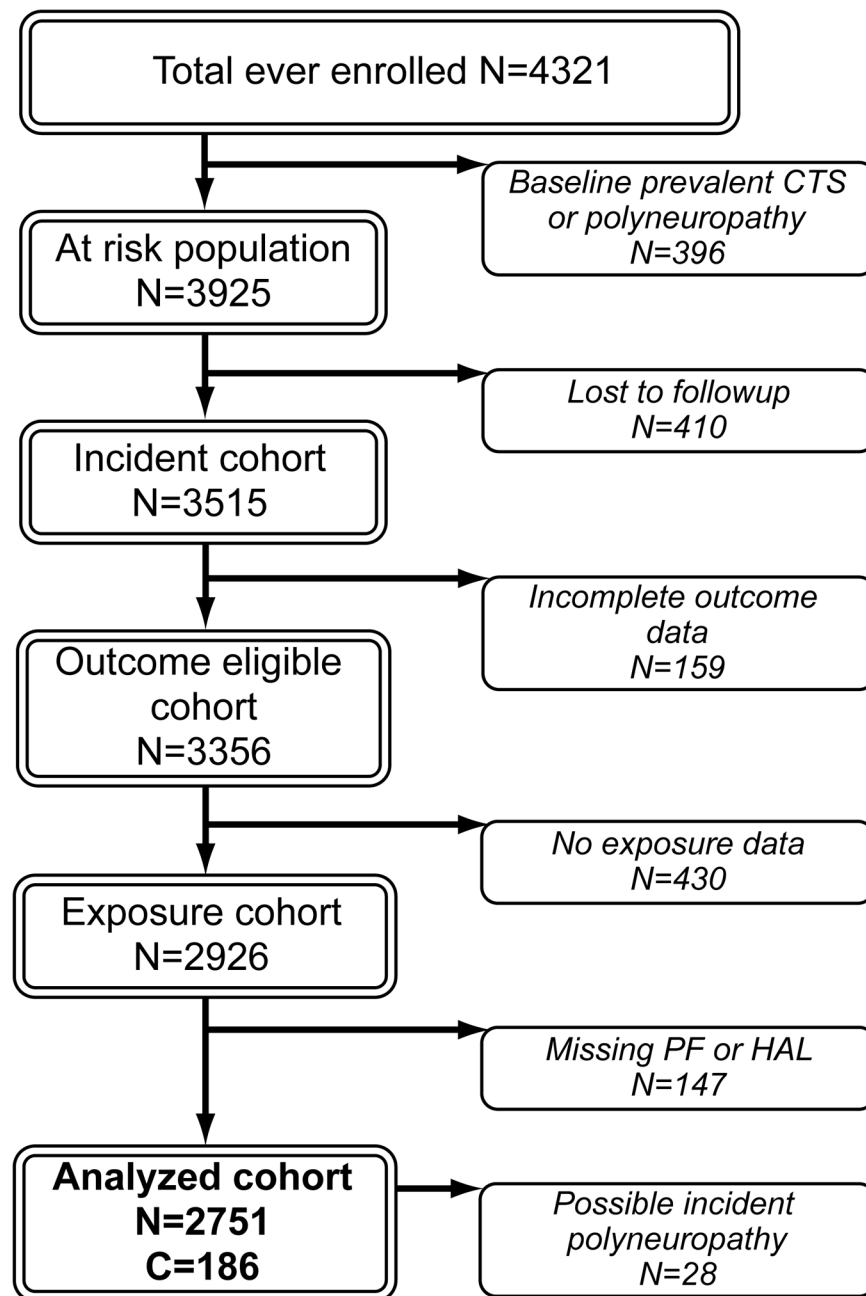 Total ever enrolled N=4321
Baseline prevalent CTS
or polyneuropathy
N=396
At risk population
N=3925
Lost to followup
N=410
Incident cohort
N=3515
Incomplete outcome
data
N=159
Outcome eligible
cohort
N=3356
No exposure data
N=430
Exposure cohort
N=2926
Missing PF or HAL
N=147
Analyzed cohort
N=2751
C=186
Possible incident
polyneuropathy
N=28